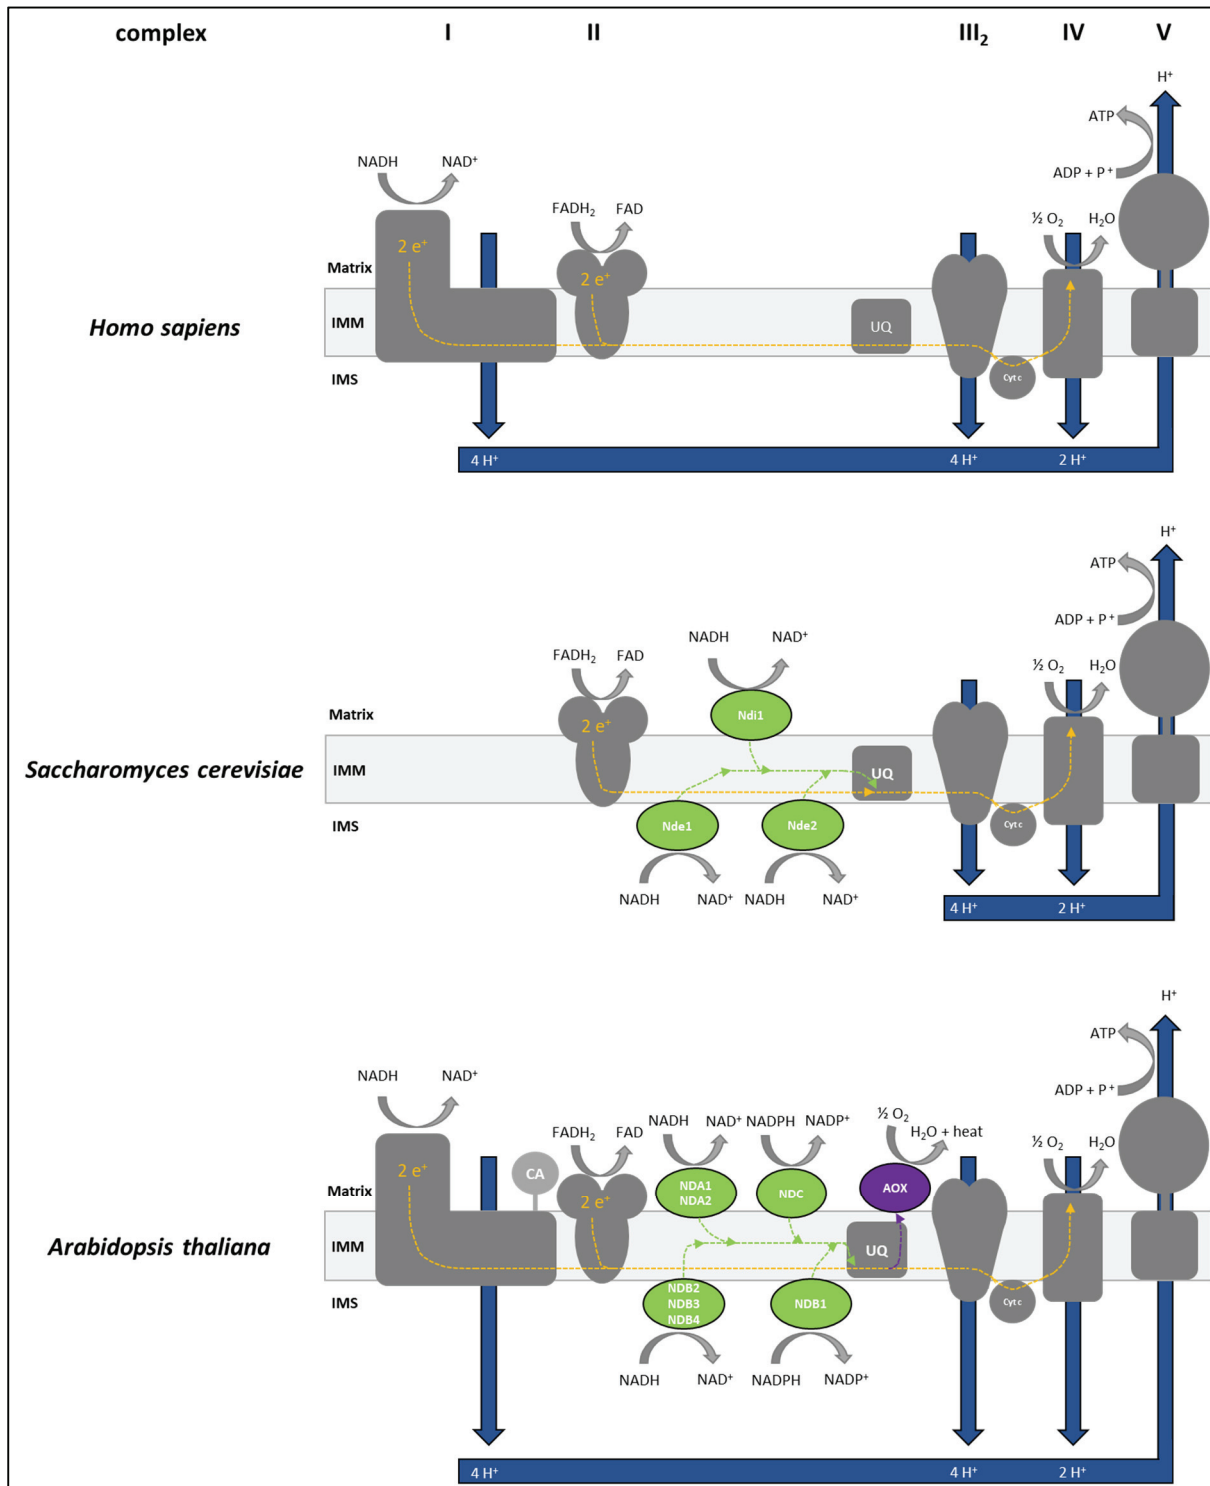 complex I II III₂ IV V
H⁺
ATP
NADH NAD⁺
ADP + P⁺
FADH₂ FAD
½ O₂ H₂O
2 e⁺
Matrix
2 e⁺
Homo sapiens
IMM
UQ
IMS
Cytc
4 H⁺ 4 H⁺ 2 H⁺
H⁺
ATP
ADP + P⁺
NADH NAD⁺
FADH₂ FAD
½ O₂ H₂O
Matrix
Ndi1
2 e⁺
Saccharomyces cerevisiae
IMM
UQ
IMS
Nde1 Nde2
Cytc
NADH NAD⁺ NADH NAD⁺
4 H⁺ 2 H⁺
H⁺
ATP
NADH NAD⁺
ADP + P⁺
NADH NAD⁺ NADPH NADP⁺
½ O₂
FADH₂ FAD
H₂O + heat
½ O₂ H₂O
2 e⁺
CA
Matrix
NDA1
NDA2
NDC
AOX
2 e⁺
Arabidopsis thaliana
IMM
UQ
IMS
NDB2
NDB3
NDB4
NDB1
Cytc
NADH NAD⁺ NADPH NADP⁺
4 H⁺ 4 H⁺ 2 H⁺